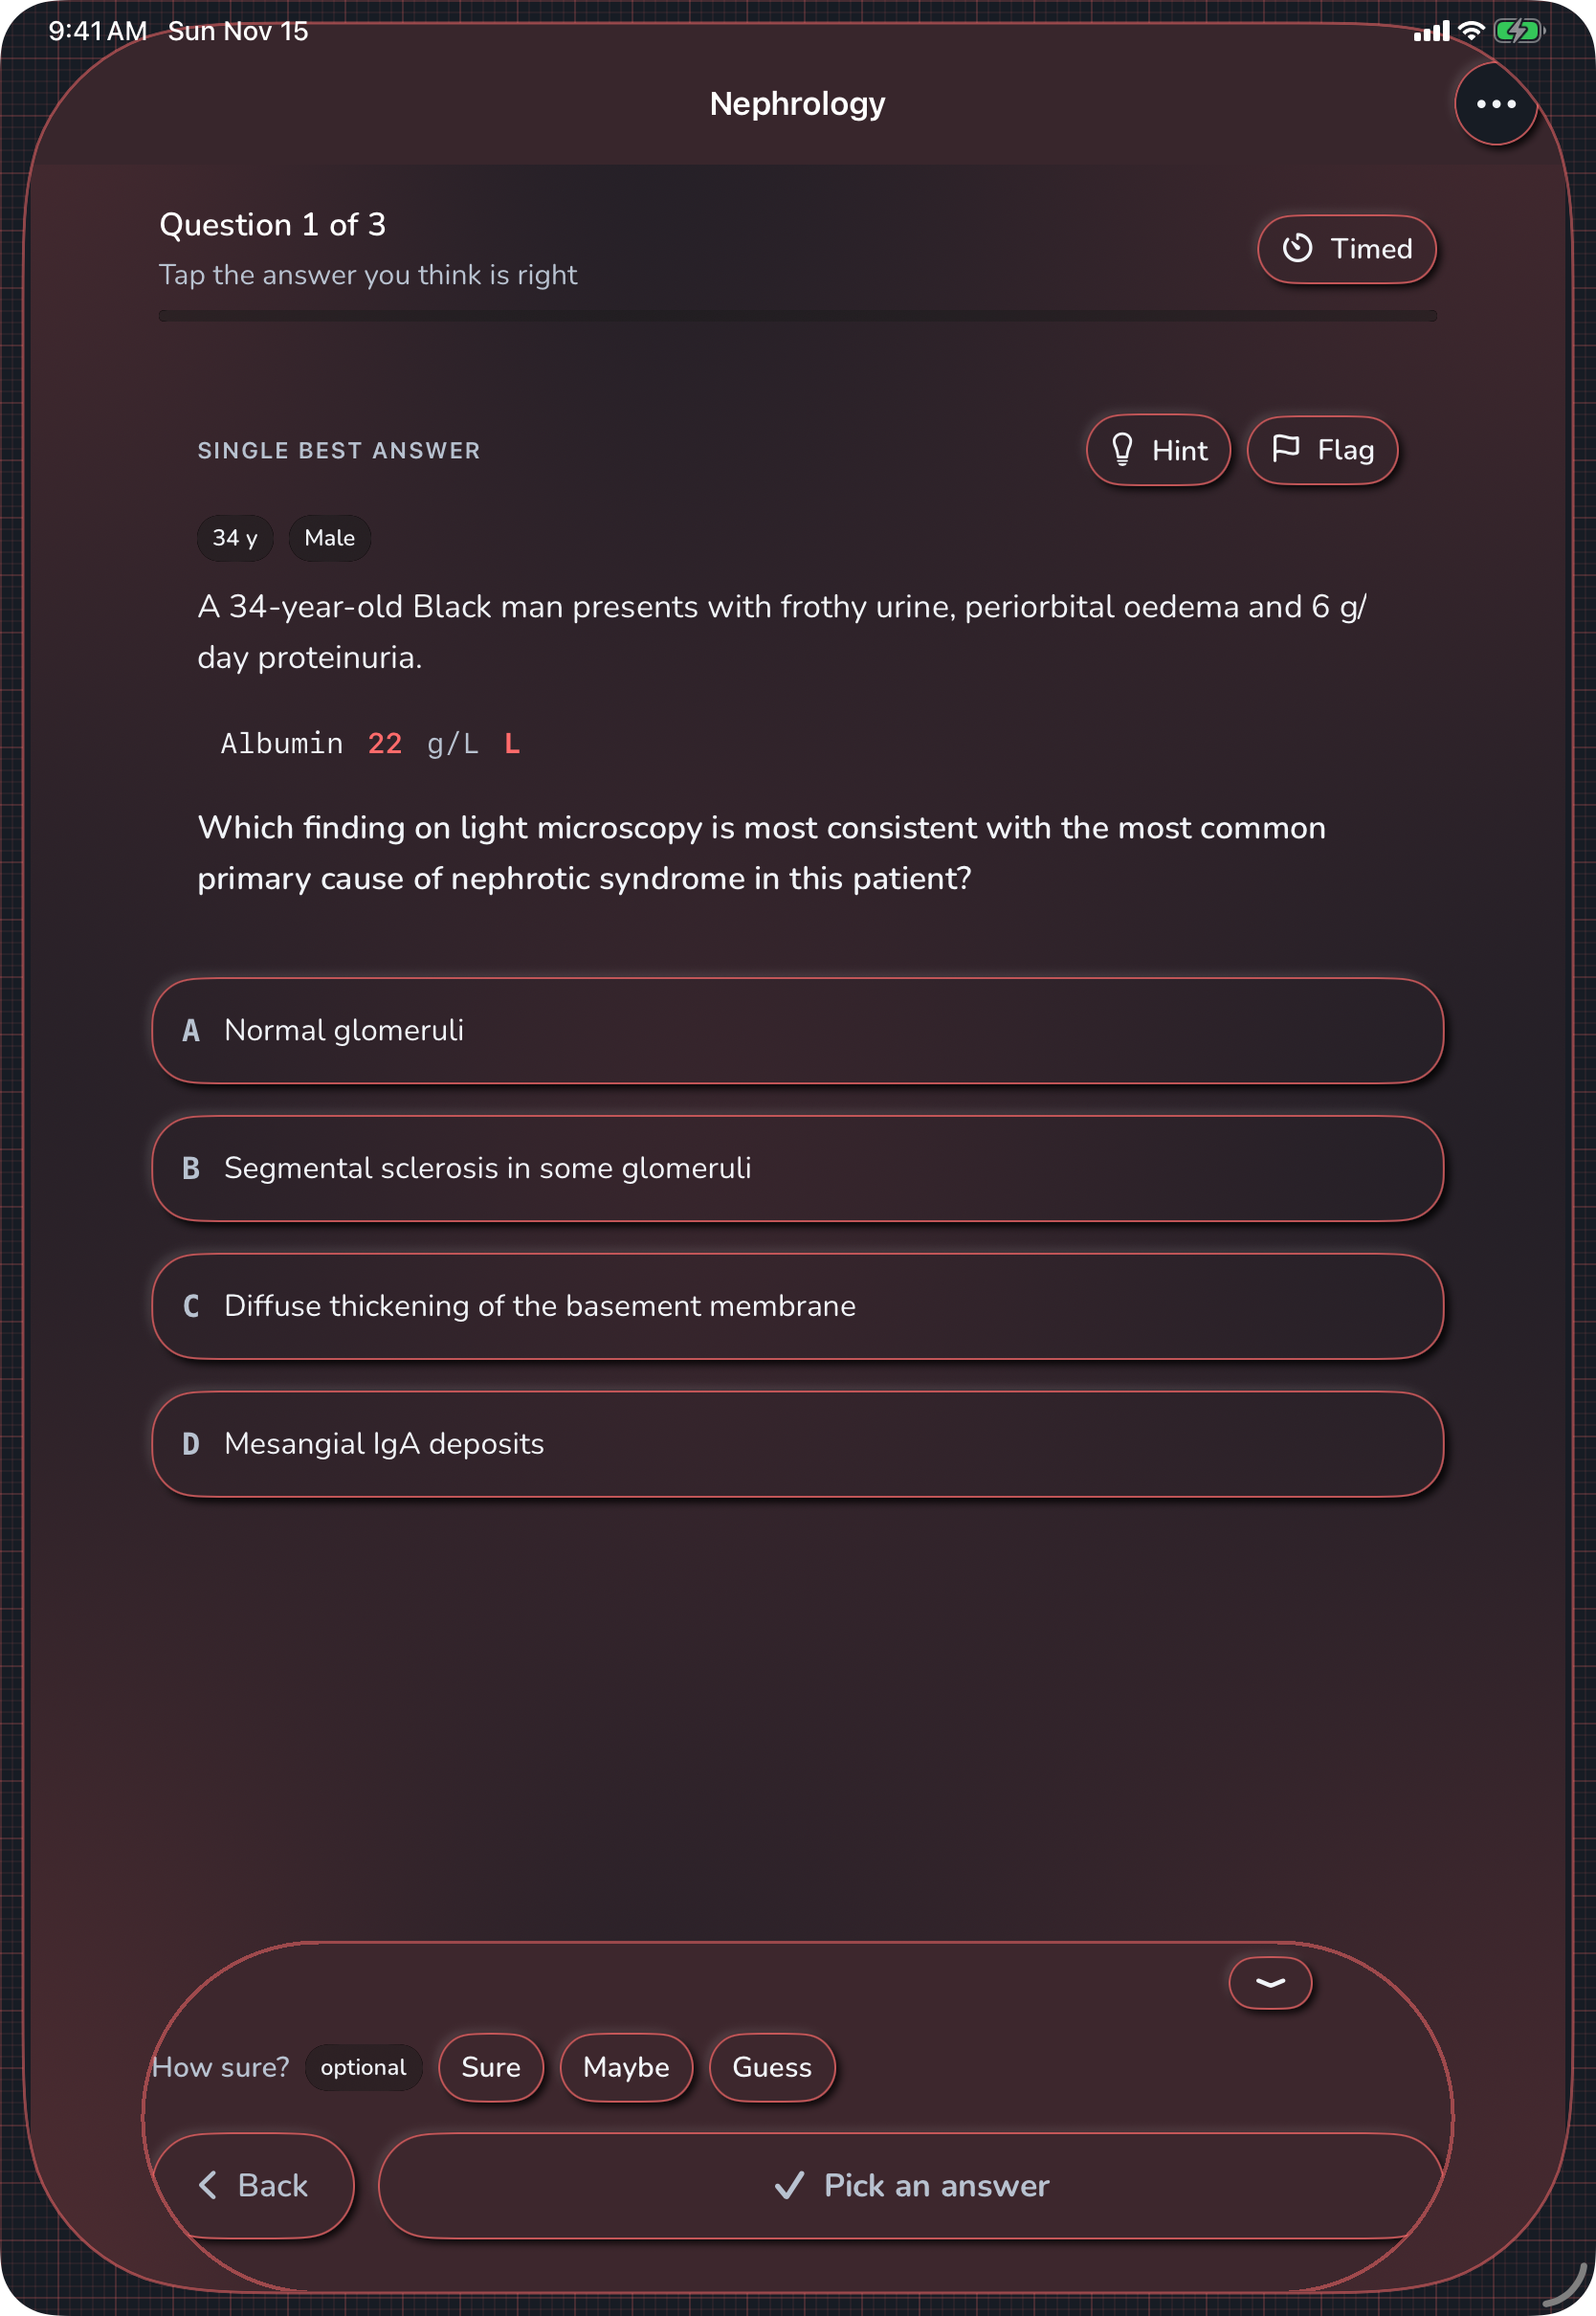 9:41 AM Sun Nov 15
Nephrology
Question 1 of 3
Tap the answer you think is right
Timed
SINGLE BEST ANSWER
Hint
Flag
34 y
Male
A 34-year-old Black man presents with frothy urine, periorbital oedema and 6 g/
day proteinuria.
Albumin 22 g/L L
Which finding on light microscopy is most consistent with the most common
primary cause of nephrotic syndrome in this patient?
A Normal glomeruli
B Segmental sclerosis in some glomeruli
C Diffuse thickening of the basement membrane
D Mesangial IgA deposits
How sure? optional Sure Maybe Guess
Back
Pick an answer